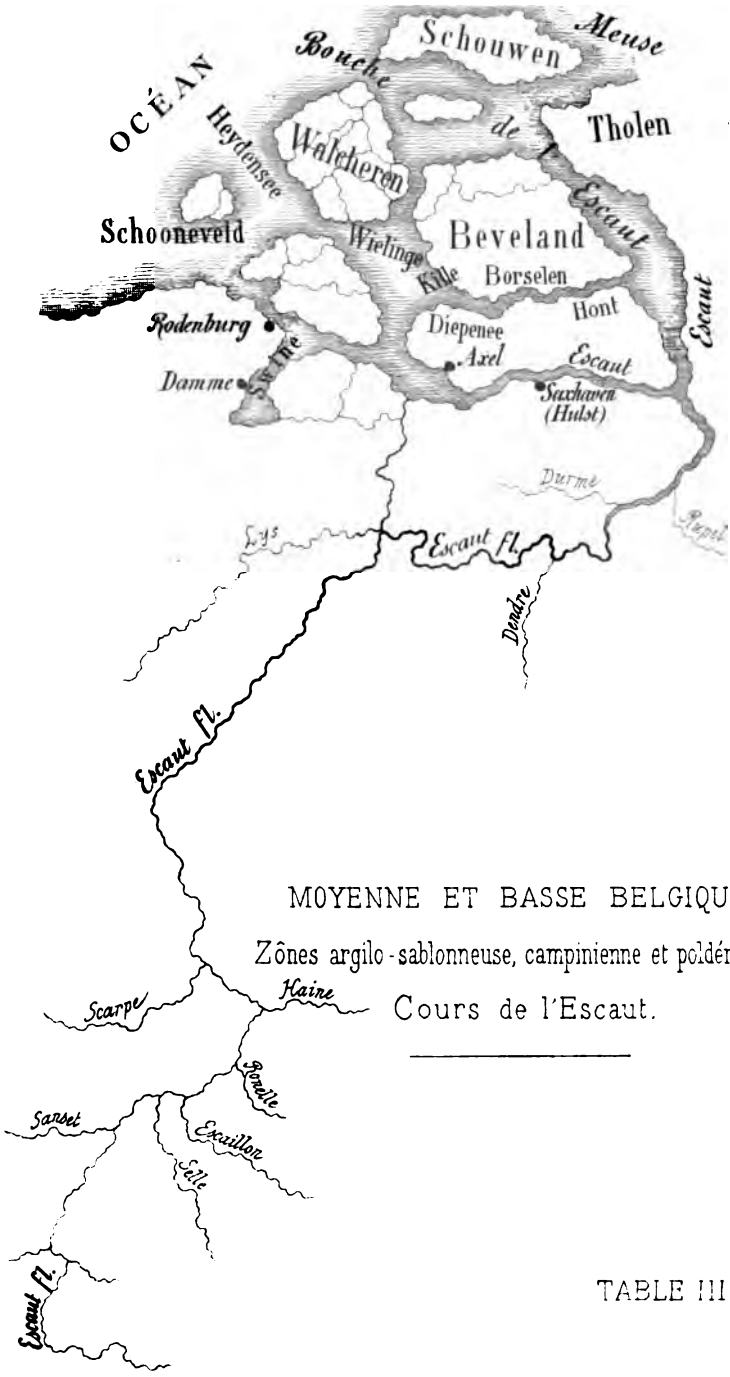 OCÉAN
Bouche
de l'Escaut
Meuse
Schouwen
Tholen
Heydensee
Walcheren
Schooneveld
Wielinge
Kille
Beveland
Borselen
Hont
Escaut
Rodenburg
Diepenee
Axel
Escaut
Swine
Damme
Saxhaven
(Hulst)
Durme
Rupel
Lys
Escaut fl.
Dendre
Escaut fl.
MOYENNE ET BASSE BELGIQU
Zônes argilo-sablonneuse, campinienne et poldér
Cours de l'Escaut.
Scarpe
Haine
Ronelle
Sanset
Escaillon
Selle
Escaut fl.
TABLE III